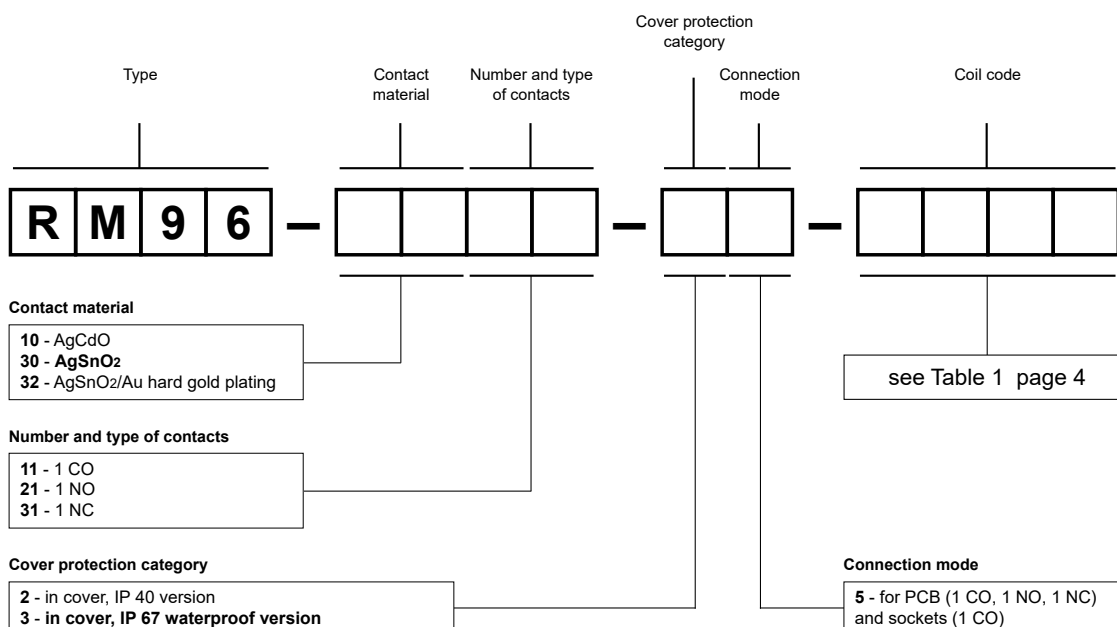 Cover protection
category
Type
Contact
material
Number and type
of contacts
Connection
mode
Coil code
R M 9 6 – – –
Contact material
10 - AgCdO
30 - AgSnO2
32 - AgSnO2/Au hard gold plating
see Table 1 page 4
Number and type of contacts
11 - 1 CO
21 - 1 NO
31 - 1 NC
Cover protection category
2 - in cover, IP 40 version
3 - in cover, IP 67 waterproof version
Connection mode
5 - for PCB (1 CO, 1 NO, 1 NC)
and sockets (1 CO)